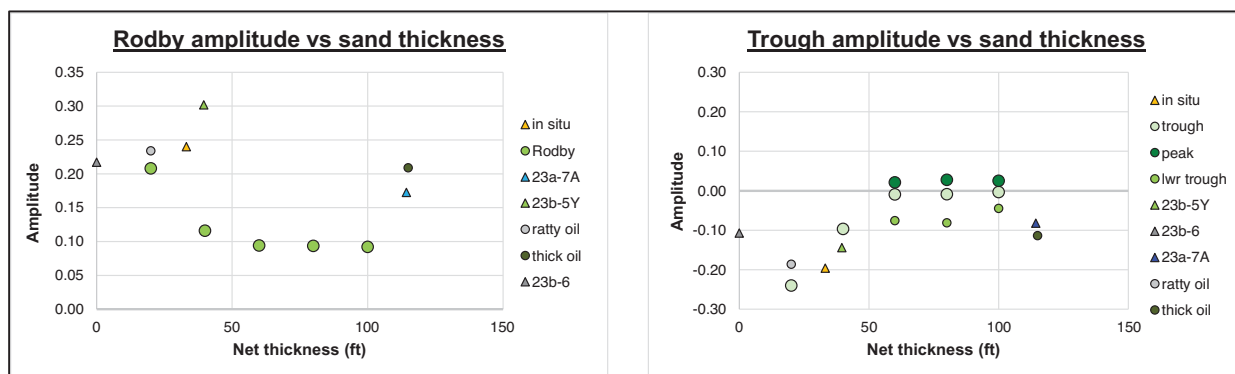 Rodby amplitude vs sand thickness
0.35
0.30
0.25
0.20
0.15
0.10
0.05
0.00
Amplitude
0
50
100
150
Net thickness (ft)
in situ
Rodby
23a-7A
23b-5Y
ratty oil
thick oil
23b-6
Trough amplitude vs sand thickness
0.30
0.20
0.10
0.00
-0.10
-0.20
-0.30
Amplitude
0
50
100
150
Net thickness (ft)
in situ
trough
peak
lwr trough
23b-5Y
23b-6
23a-7A
ratty oil
thick oil